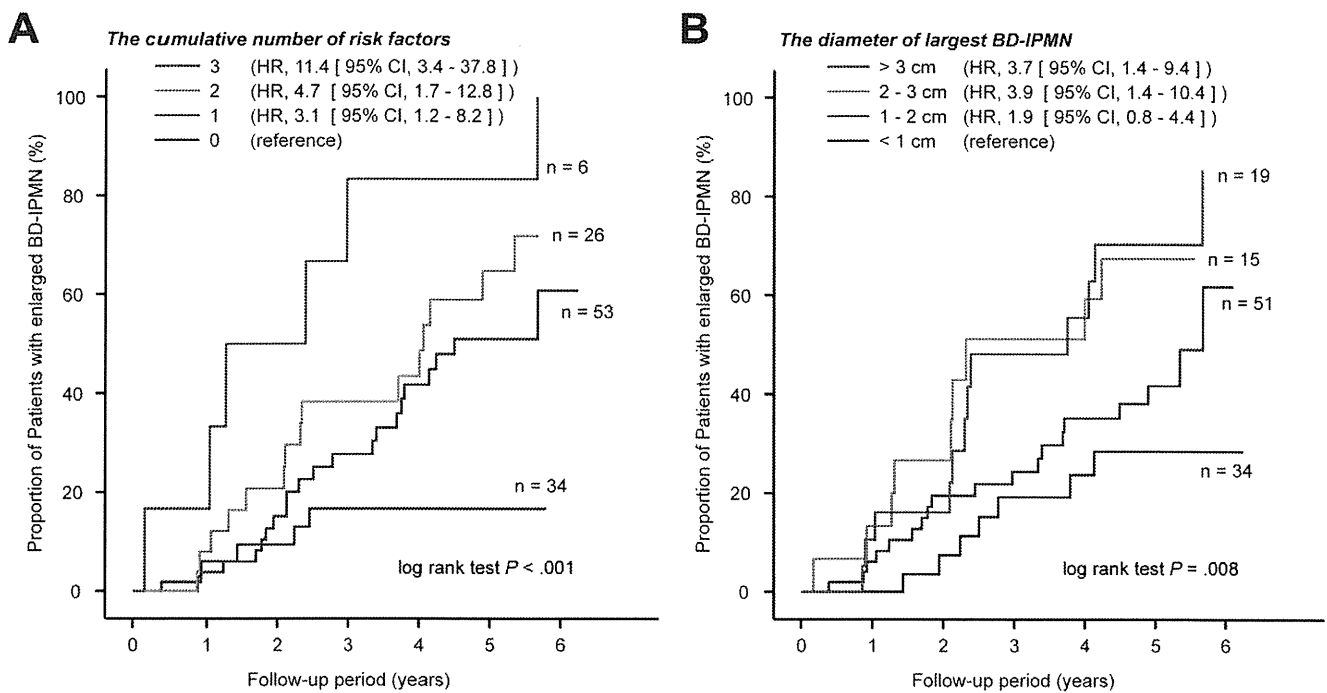 A
The cumulative number of risk factors
3 (HR, 11.4 [ 95% CI, 3.4 - 37.8 ] )
2 (HR, 4.7 [ 95% CI, 1.7 - 12.8 ] )
1 (HR, 3.1 [ 95% CI, 1.2 - 8.2 ] )
0 (reference)
Proportion of Patients with enlarged BD-IPMN (%)
100
80
60
40
20
0
n = 6
n = 26
n = 53
n = 34
log rank test P < .001
0 1 2 3 4 5 6
Follow-up period (years)
B
The diameter of largest BD-IPMN
> 3 cm (HR, 3.7 [ 95% CI, 1.4 - 9.4 ] )
2 - 3 cm (HR, 3.9 [ 95% CI, 1.4 - 10.4 ] )
1 - 2 cm (HR, 1.9 [ 95% CI, 0.8 - 4.4 ] )
< 1 cm (reference)
Proportion of Patients with enlarged BD-IPMN (%)
100
80
60
40
20
0
n = 19
n = 15
n = 51
n = 34
log rank test P = .008
0 1 2 3 4 5 6
Follow-up period (years)